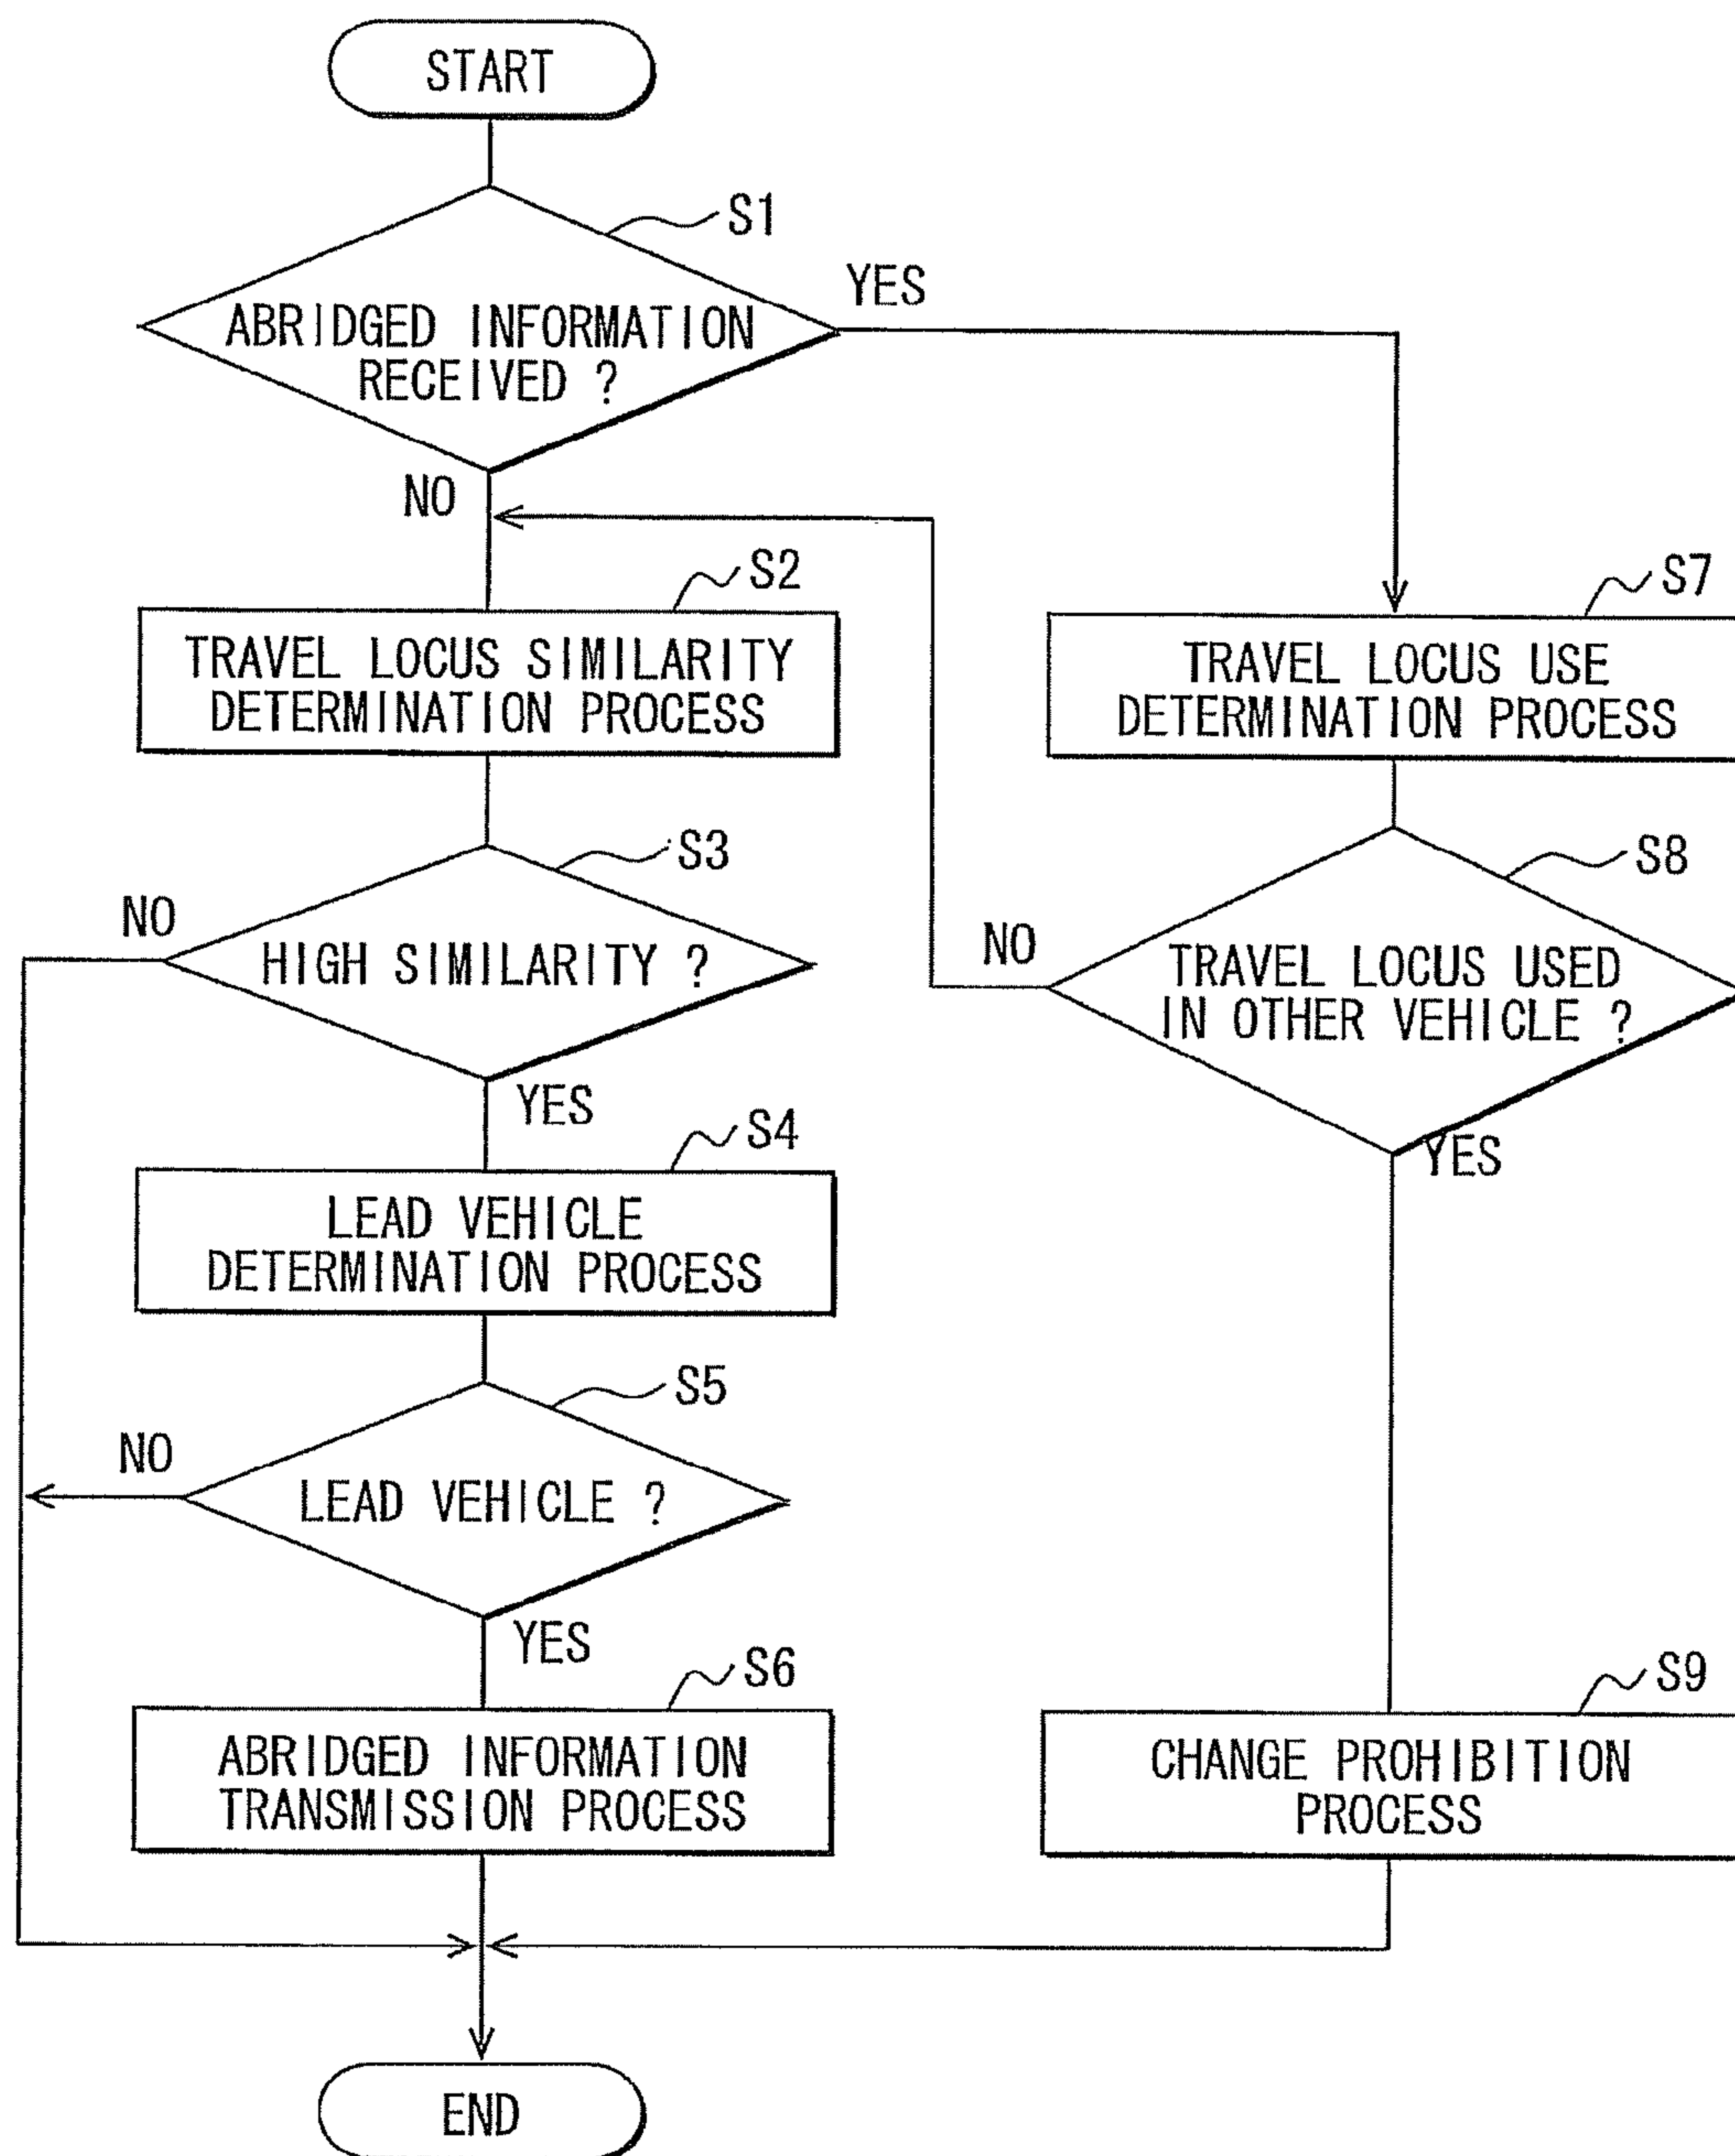 START
S1
YES
ABRIDGED INFORMATION
RECEIVED ?
NO
S2
TRAVEL LOCUS SIMILARITY
DETERMINATION PROCESS
S3
NO
HIGH SIMILARITY ?
YES
S4
LEAD VEHICLE
DETERMINATION PROCESS
S5
NO
LEAD VEHICLE ?
YES
S6
ABRIDGED INFORMATION
TRANSMISSION PROCESS
S7
TRAVEL LOCUS USE
DETERMINATION PROCESS
S8
NO
TRAVEL LOCUS USED
IN OTHER VEHICLE ?
YES
S9
CHANGE PROHIBITION
PROCESS
END